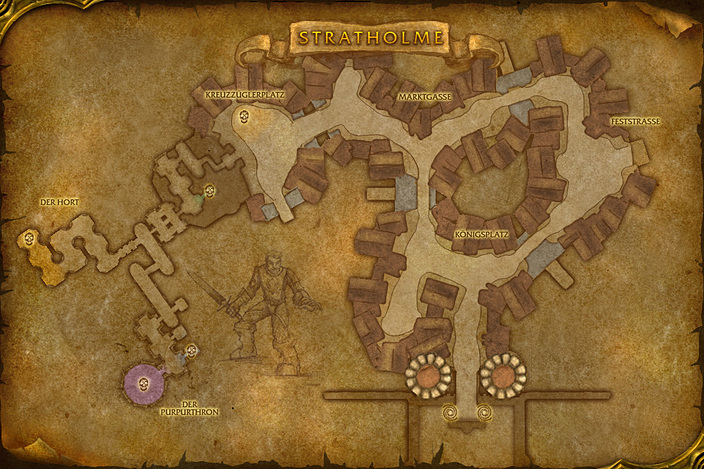 STRATHOLME
KREUZZÜGLERPLATZ
MARKTGASSE
FESTSTRASSE
DER HORT
KÖNIGSPLATZ
DER
PURPURTHRON